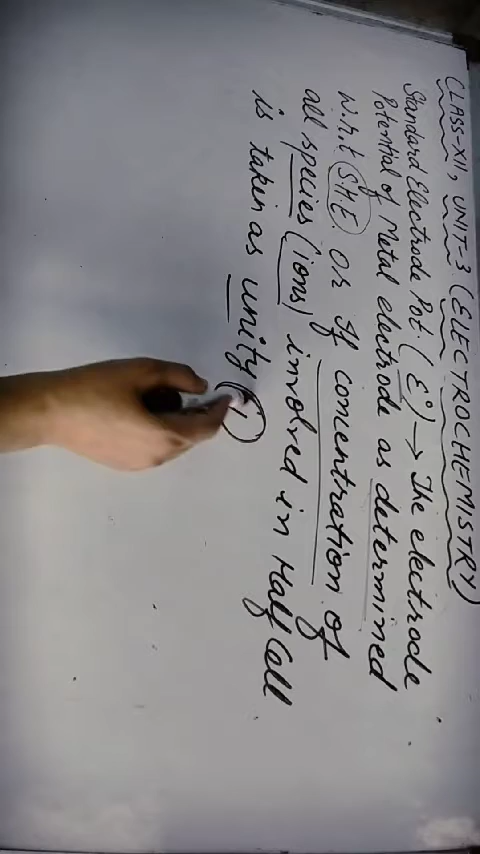 CLASS-XII, UNIT-3 (ELECTROCHEMISTRY)
Standard Electrode Pot. (E°) → The electrode
Potential of Metal electrode as determined
w.r.t S.H.E. or If concentration of
all species (ions) involved in Half Cell
is taken as unity